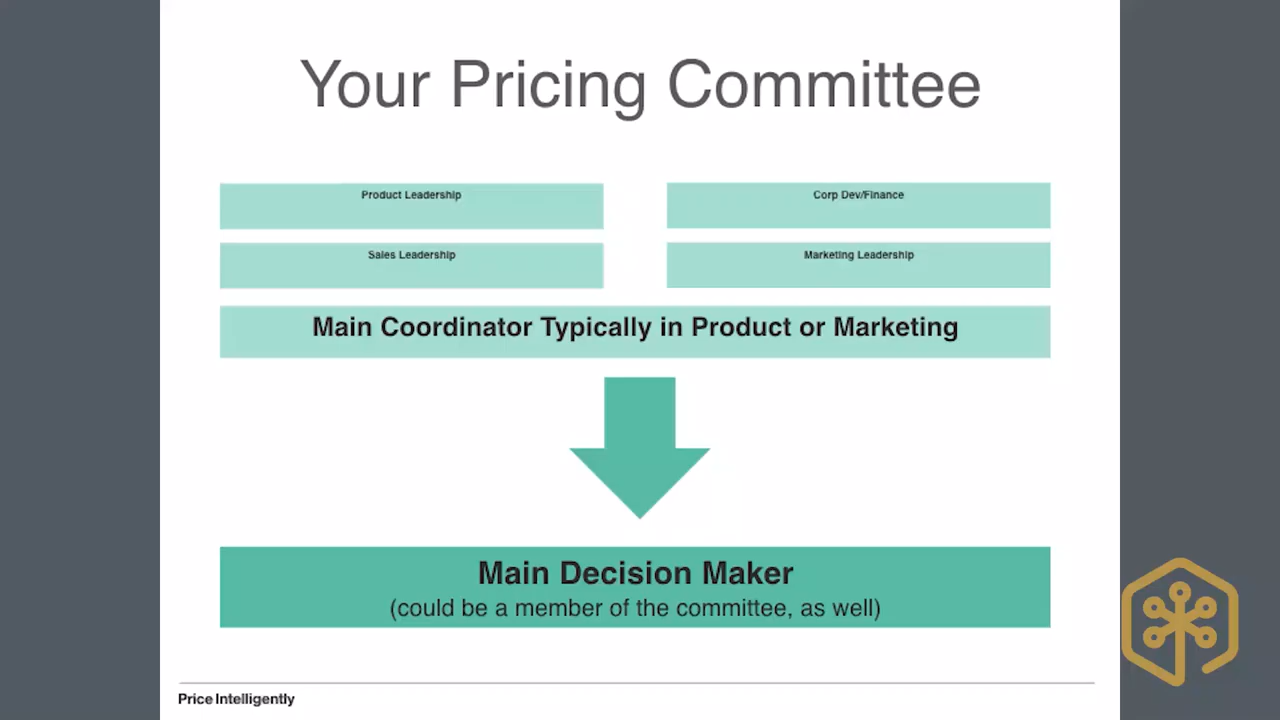 Your Pricing Committee
Product Leadership
Corp Dev/Finance
Sales Leadership
Marketing Leadership
Main Coordinator Typically in Product or Marketing
Main Decision Maker
(could be a member of the committee, as well)
Price Intelligently